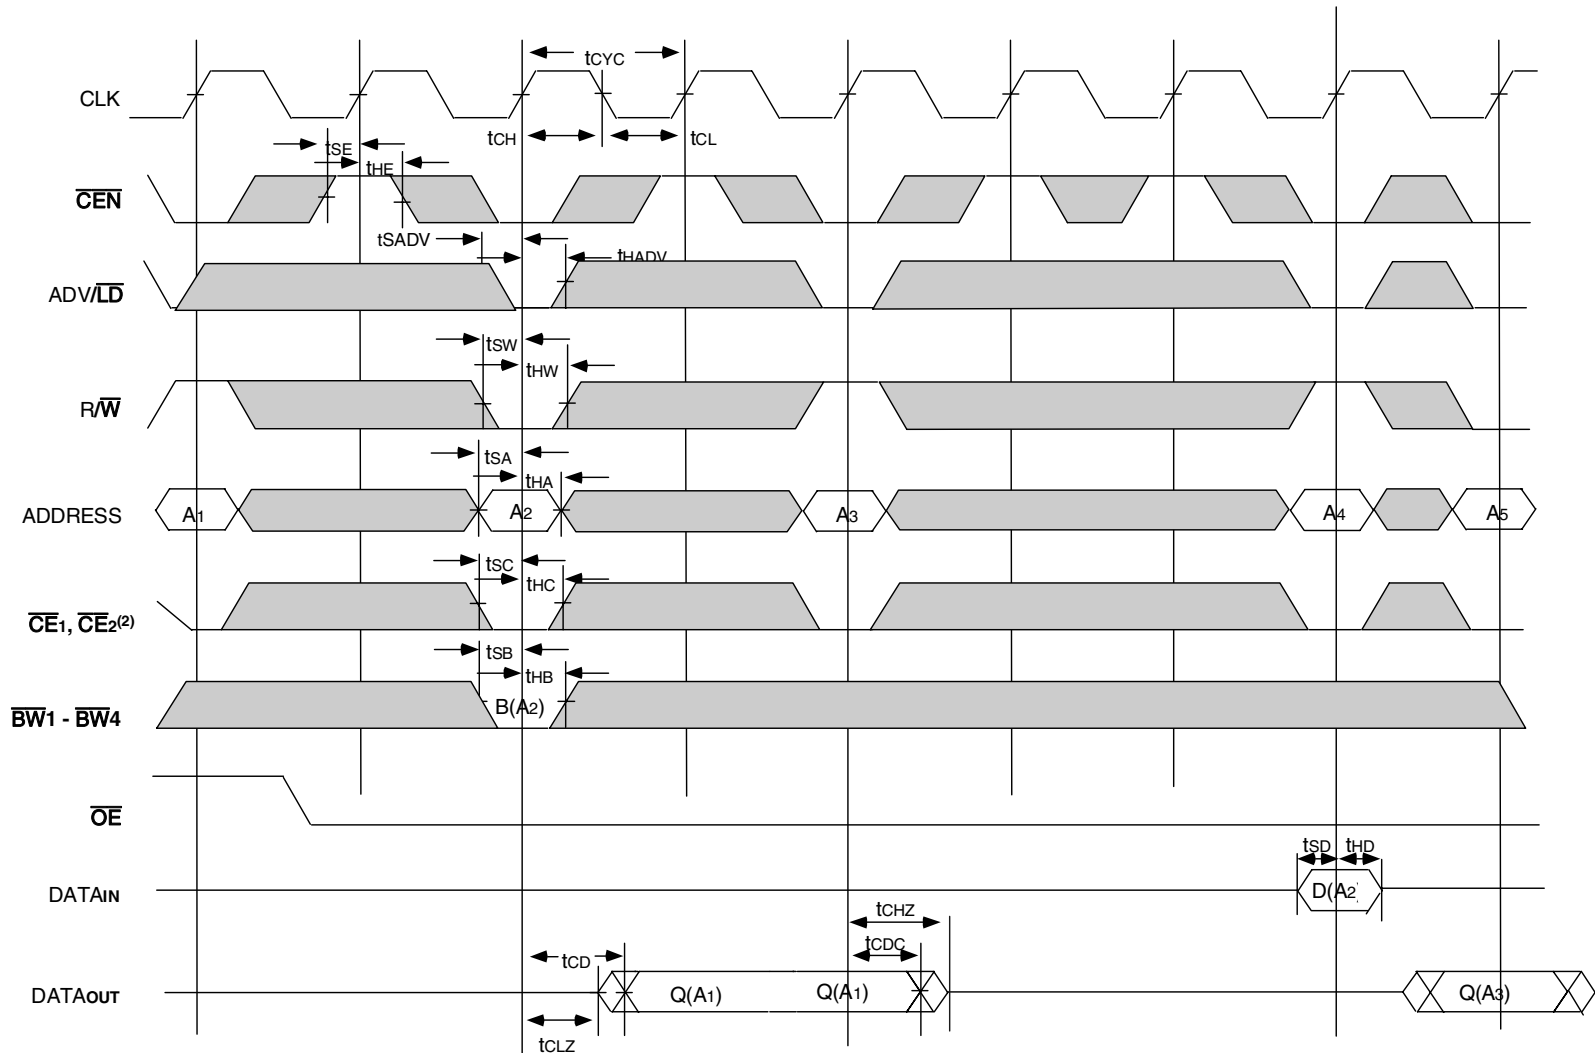 tCYC
CLK
tCH
tCL
tSE
tHE
CEN
tSADV
tHADV
ADV/LD
tSW
tHW
R/W
tSA
tHA
ADDRESS
A1
A2
A3
A4
A5
tSC
tHC
CE1, CE2(2)
tSB
tHB
BW1 - BW4
B(A2)
OE
tSD
tHD
DATAIN
D(A2
tCHZ
tCD
tCDC
DATAOUT
Q(A1)
Q(A1)
Q(A3)
tCLZ